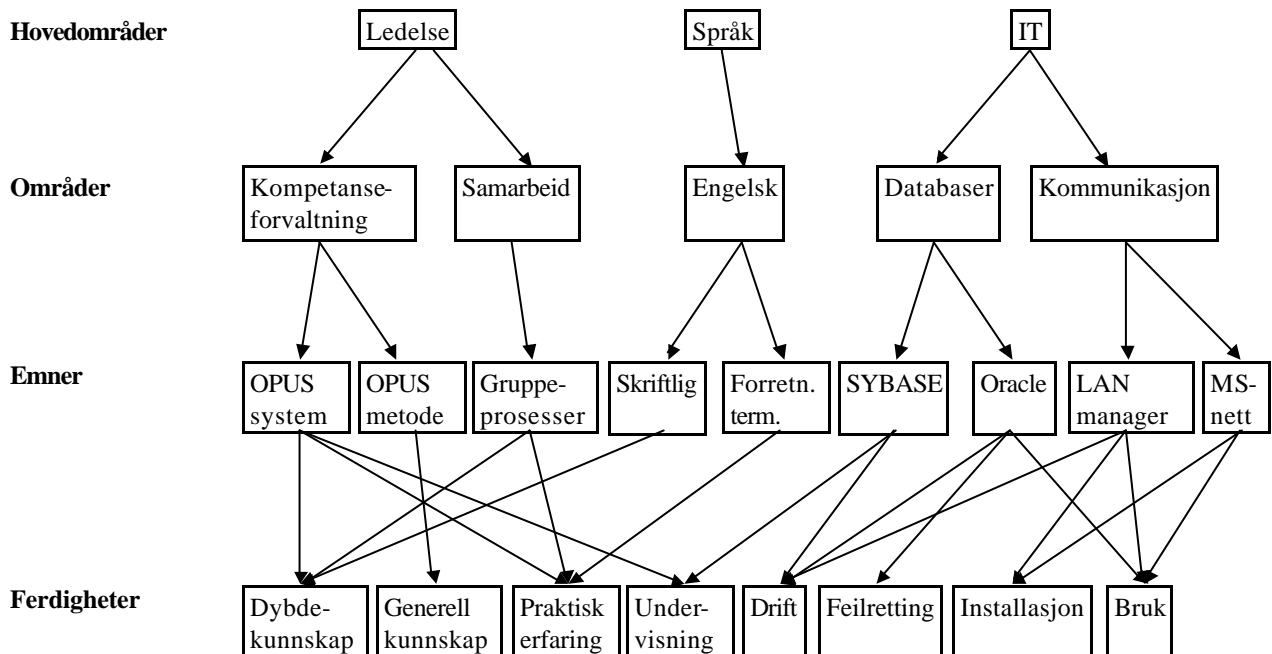 Hovedområder
Ledelse
Språk
IT
Områder
Kompetanse-
forvaltning
Samarbeid
Engelsk
Databaser
Kommunikasjon
Emner
OPUS
system
OPUS
metode
Gruppe-
prosesser
Skriftlig
Forretn.
term.
SYBASE
Oracle
LAN
manager
MS-
nett
Ferdigheter
Dybde-
kunnskap
Generell
kunnskap
Praktisk
erfaring
Under-
visning
Drift
Feilretting
Installasjon
Bruk